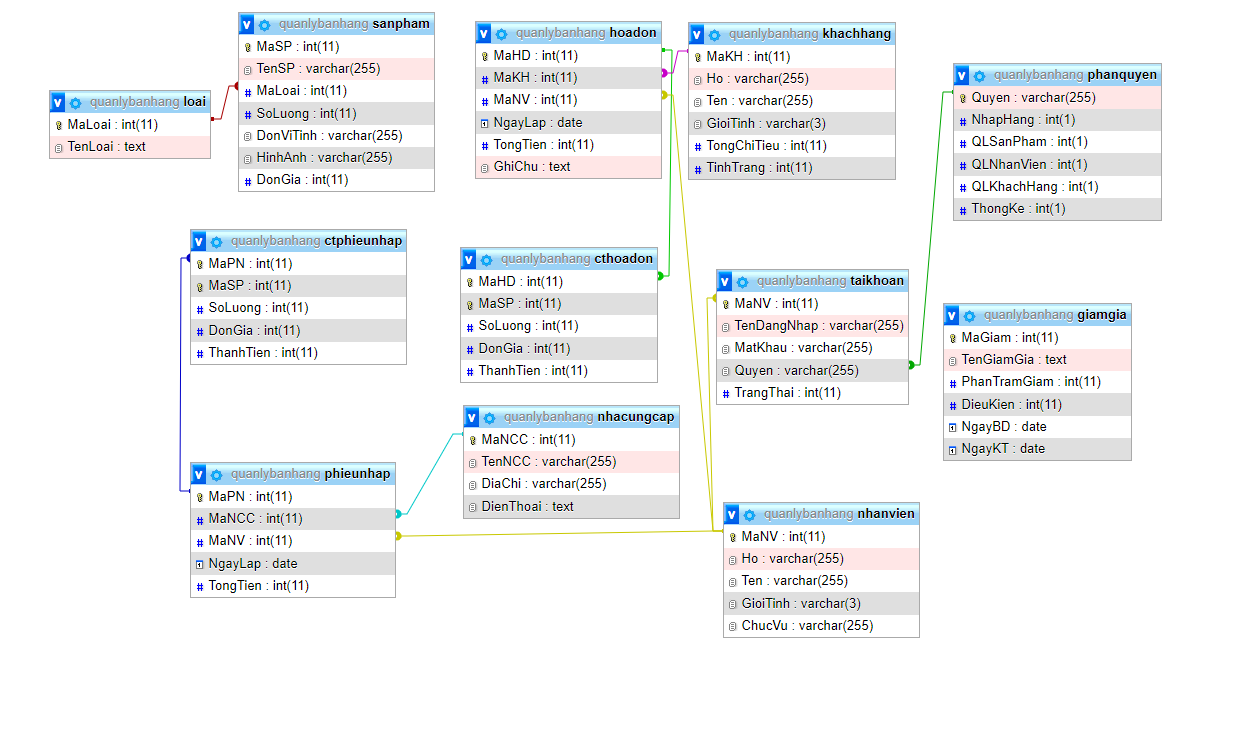 quanlybanhang loai
MaLoai : int(11)
TenLoai : text
quanlybanhang sanpham
MaSP : int(11)
TenSP : varchar(255)
MaLoai : int(11)
SoLuong : int(11)
DonViTinh : varchar(255)
HinhAnh : varchar(255)
DonGia : int(11)
quanlybanhang hoadon
MaHD : int(11)
MaKH : int(11)
MaNV : int(11)
NgayLap : date
TongTien : int(11)
GhiChu : text
quanlybanhang khachhang
MaKH : int(11)
Ho : varchar(255)
Ten : varchar(255)
GioiTinh : varchar(3)
TongChiTieu : int(11)
TinhTrang : int(11)
quanlybanhang phanquyen
Quyen : varchar(255)
NhapHang : int(1)
QLSanPham : int(1)
QLNhanVien : int(1)
QLKhachHang : int(1)
ThongKe : int(1)
quanlybanhang ctphieunhap
MaPN : int(11)
MaSP : int(11)
SoLuong : int(11)
DonGia : int(11)
ThanhTien : int(11)
quanlybanhang cthoadon
MaHD : int(11)
MaSP : int(11)
SoLuong : int(11)
DonGia : int(11)
ThanhTien : int(11)
quanlybanhang taikhoan
MaNV : int(11)
TenDangNhap : varchar(255)
MatKhau : varchar(255)
Quyen : varchar(255)
TrangThai : int(11)
quanlybanhang giamgia
MaGiam : int(11)
TenGiamGia : text
PhanTramGiam : int(11)
DieuKien : int(11)
NgayBD : date
NgayKT : date
quanlybanhang phieunhap
MaPN : int(11)
MaNCC : int(11)
MaNV : int(11)
NgayLap : date
TongTien : int(11)
quanlybanhang nhacungcap
MaNCC : int(11)
TenNCC : varchar(255)
DiaChi : varchar(255)
DienThoai : text
quanlybanhang nhanvien
MaNV : int(11)
Ho : varchar(255)
Ten : varchar(255)
GioiTinh : varchar(3)
ChucVu : varchar(255)